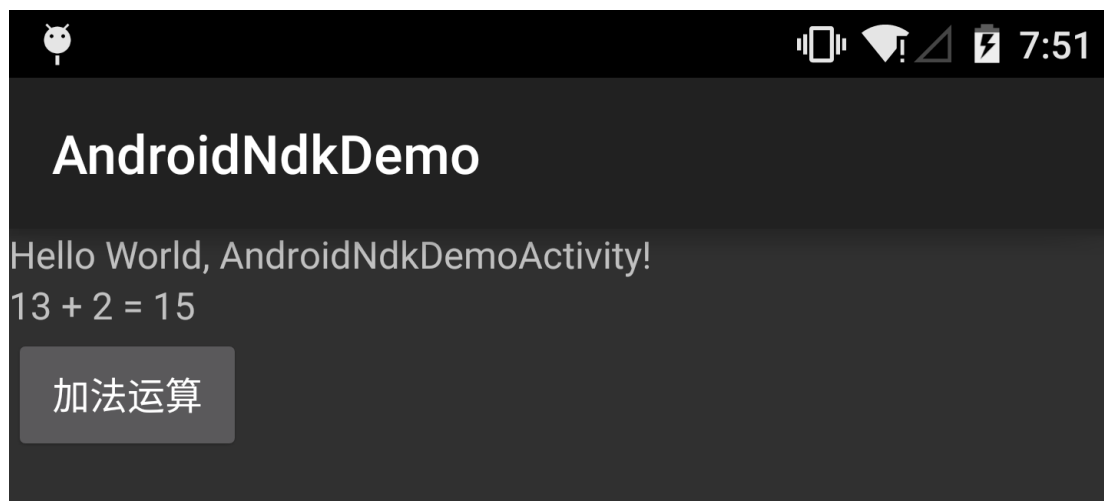 7:51
AndroidNdkDemo
Hello World, AndroidNdkDemoActivity!
13 + 2 = 15
加法运算